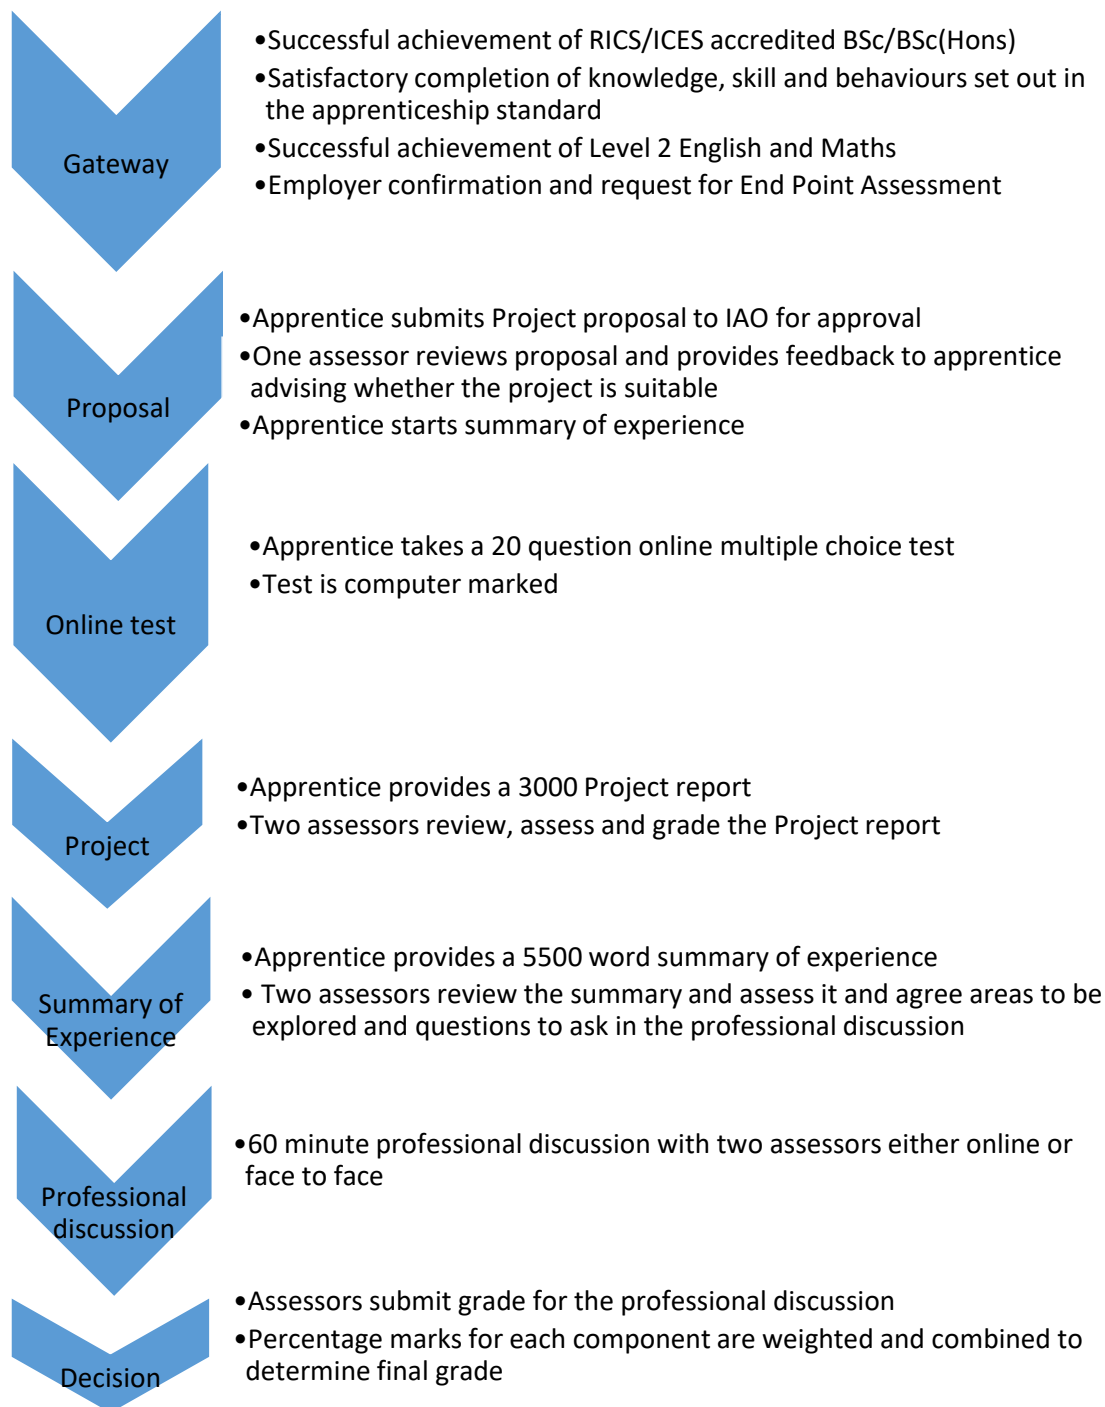 Gateway
•Successful achievement of RICS/ICES accredited BSc/BSc(Hons)
•Satisfactory completion of knowledge, skill and behaviours set out in
the apprenticeship standard
•Successful achievement of Level 2 English and Maths
•Employer confirmation and request for End Point Assessment
Proposal
•Apprentice submits Project proposal to IAO for approval
•One assessor reviews proposal and provides feedback to apprentice
advising whether the project is suitable
•Apprentice starts summary of experience
Online test
•Apprentice takes a 20 question online multiple choice test
•Test is computer marked
Project
•Apprentice provides a 3000 Project report
•Two assessors review, assess and grade the Project report
Summary of
Experience
•Apprentice provides a 5500 word summary of experience
• Two assessors review the summary and assess it and agree areas to be
explored and questions to ask in the professional discussion
Professional
discussion
•60 minute professional discussion with two assessors either online or
face to face
Decision
•Assessors submit grade for the professional discussion
•Percentage marks for each component are weighted and combined to
determine final grade